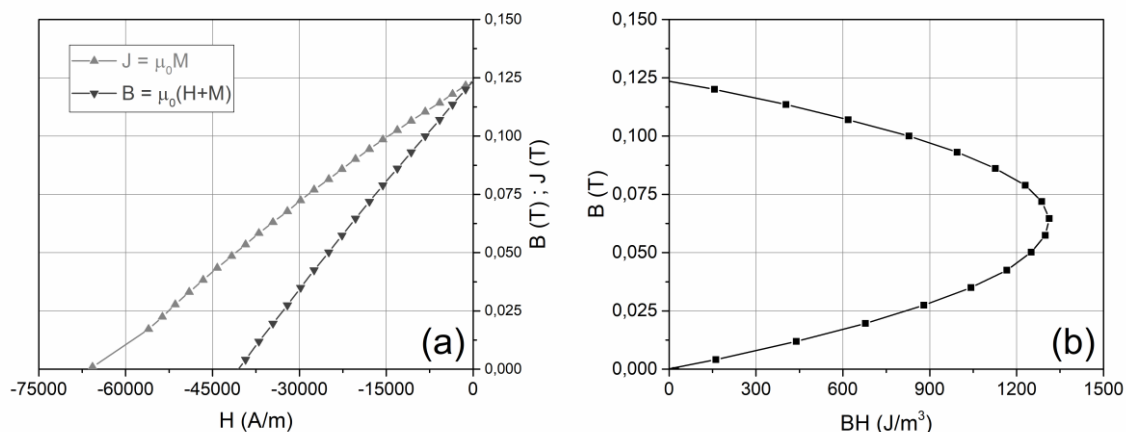 J = μ₀M
B = μ₀(H+M)
0,150
0,125
0,100
0,075
0,050
0,025
0,000
B (T) ; J (T)
(a)
-75000 -60000 -45000 -30000 -15000 0
H (A/m)
0,150
0,125
0,100
0,075
0,050
0,025
0,000
B (T)
(b)
0 300 600 900 1200 1500
BH (J/m³)